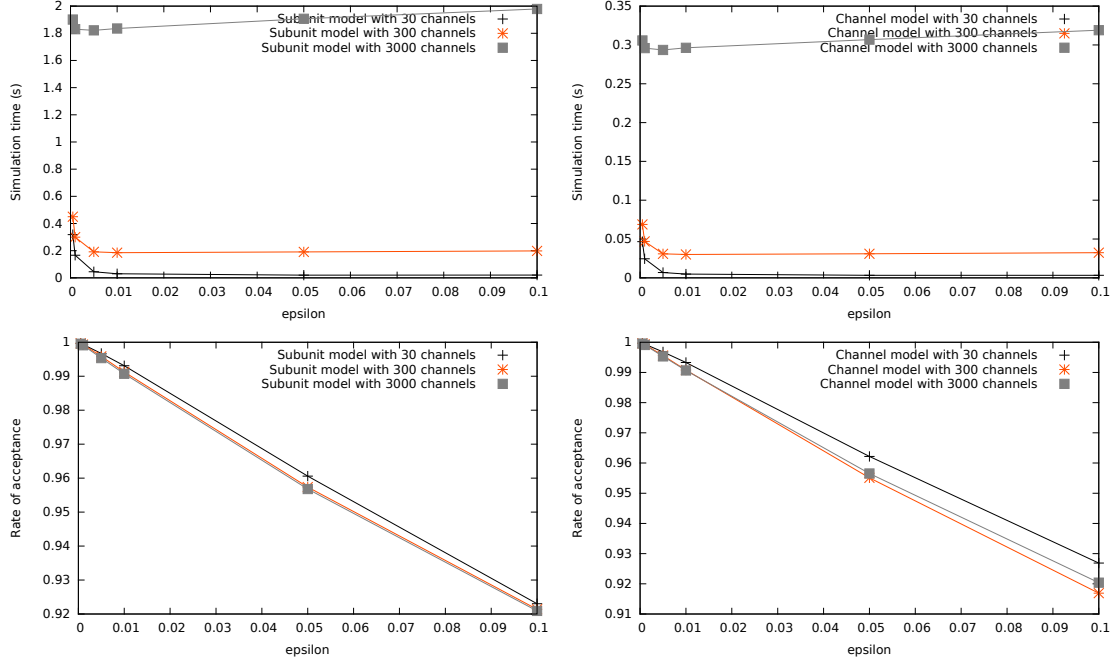 Subunit model with 30 channels
Subunit model with 300 channels
Subunit model with 3000 channels
Simulation time (s)
2
1.8
1.6
1.4
1.2
1
0.8
0.6
0.4
0.2
0
0 0.01 0.02 0.03 0.04 0.05 0.06 0.07 0.08 0.09 0.1
epsilon
Channel model with 30 channels
Channel model with 300 channels
Channel model with 3000 channels
Simulation time (s)
0.35
0.3
0.25
0.2
0.15
0.1
0.05
0
0 0.01 0.02 0.03 0.04 0.05 0.06 0.07 0.08 0.09 0.1
epsilon
Subunit model with 30 channels
Subunit model with 300 channels
Subunit model with 3000 channels
Rate of acceptance
1
0.99
0.98
0.97
0.96
0.95
0.94
0.93
0.92
0 0.01 0.02 0.03 0.04 0.05 0.06 0.07 0.08 0.09 0.1
epsilon
Channel model with 30 channels
Channel model with 300 channels
Channel model with 3000 channels
Rate of acceptance
1
0.99
0.98
0.97
0.96
0.95
0.94
0.93
0.92
0.91
0 0.01 0.02 0.03 0.04 0.05 0.06 0.07 0.08 0.09 0.1
epsilon